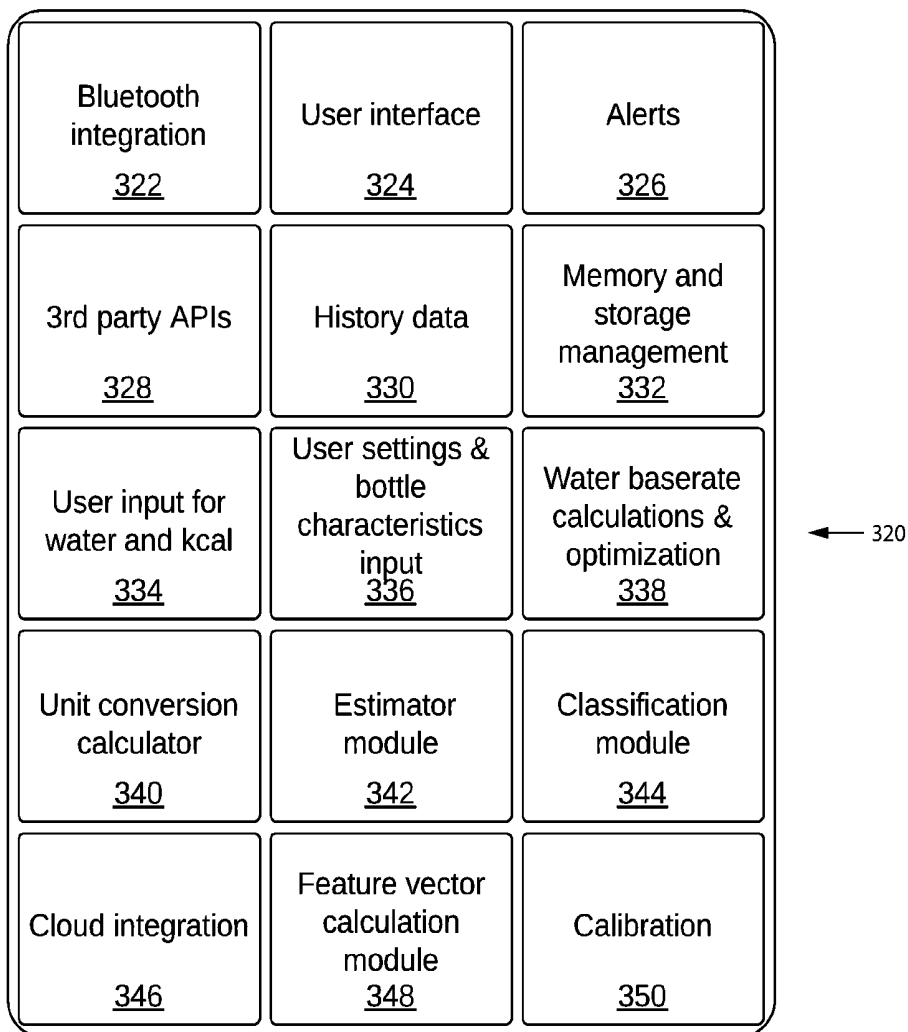 Bluetooth
integration
322
User interface
324
Alerts
326
3rd party APIs
328
History data
330
Memory and
storage
management
332
User input for
water and kcal
334
User settings &
bottle
characteristics
input
336
Water baserate
calculations &
optimization
338
320
Unit conversion
calculator
340
Estimator
module
342
Classification
module
344
Cloud integration
346
Feature vector
calculation
module
348
Calibration
350